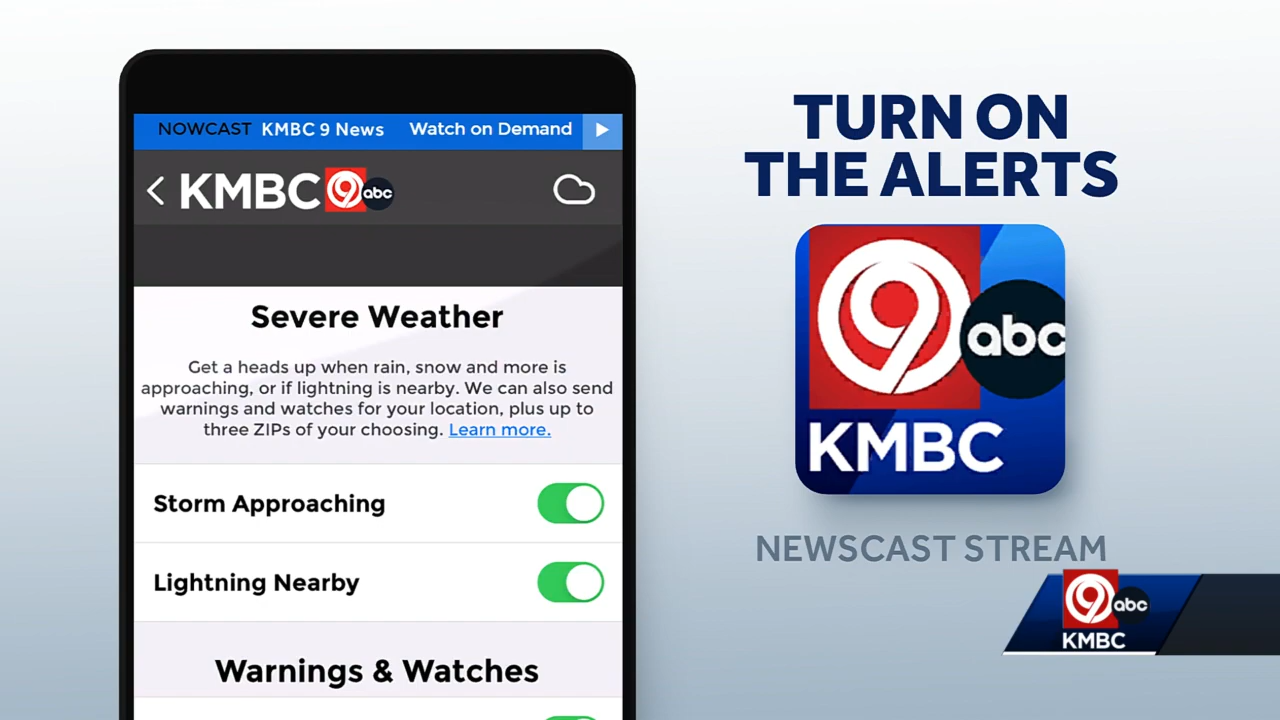 NOWCAST KMBC 9 News Watch on Demand
KMBC 9 abc
Severe Weather
Get a heads up when rain, snow and more is
approaching, or if lightning is nearby. We can also send
warnings and watches for your location, plus up to
three ZIPs of your choosing. Learn more.
Storm Approaching
Lightning Nearby
Warnings & Watches
TURN ON
THE ALERTS
9 abc
KMBC
NEWSCAST STREAM
9 abc
KMBC